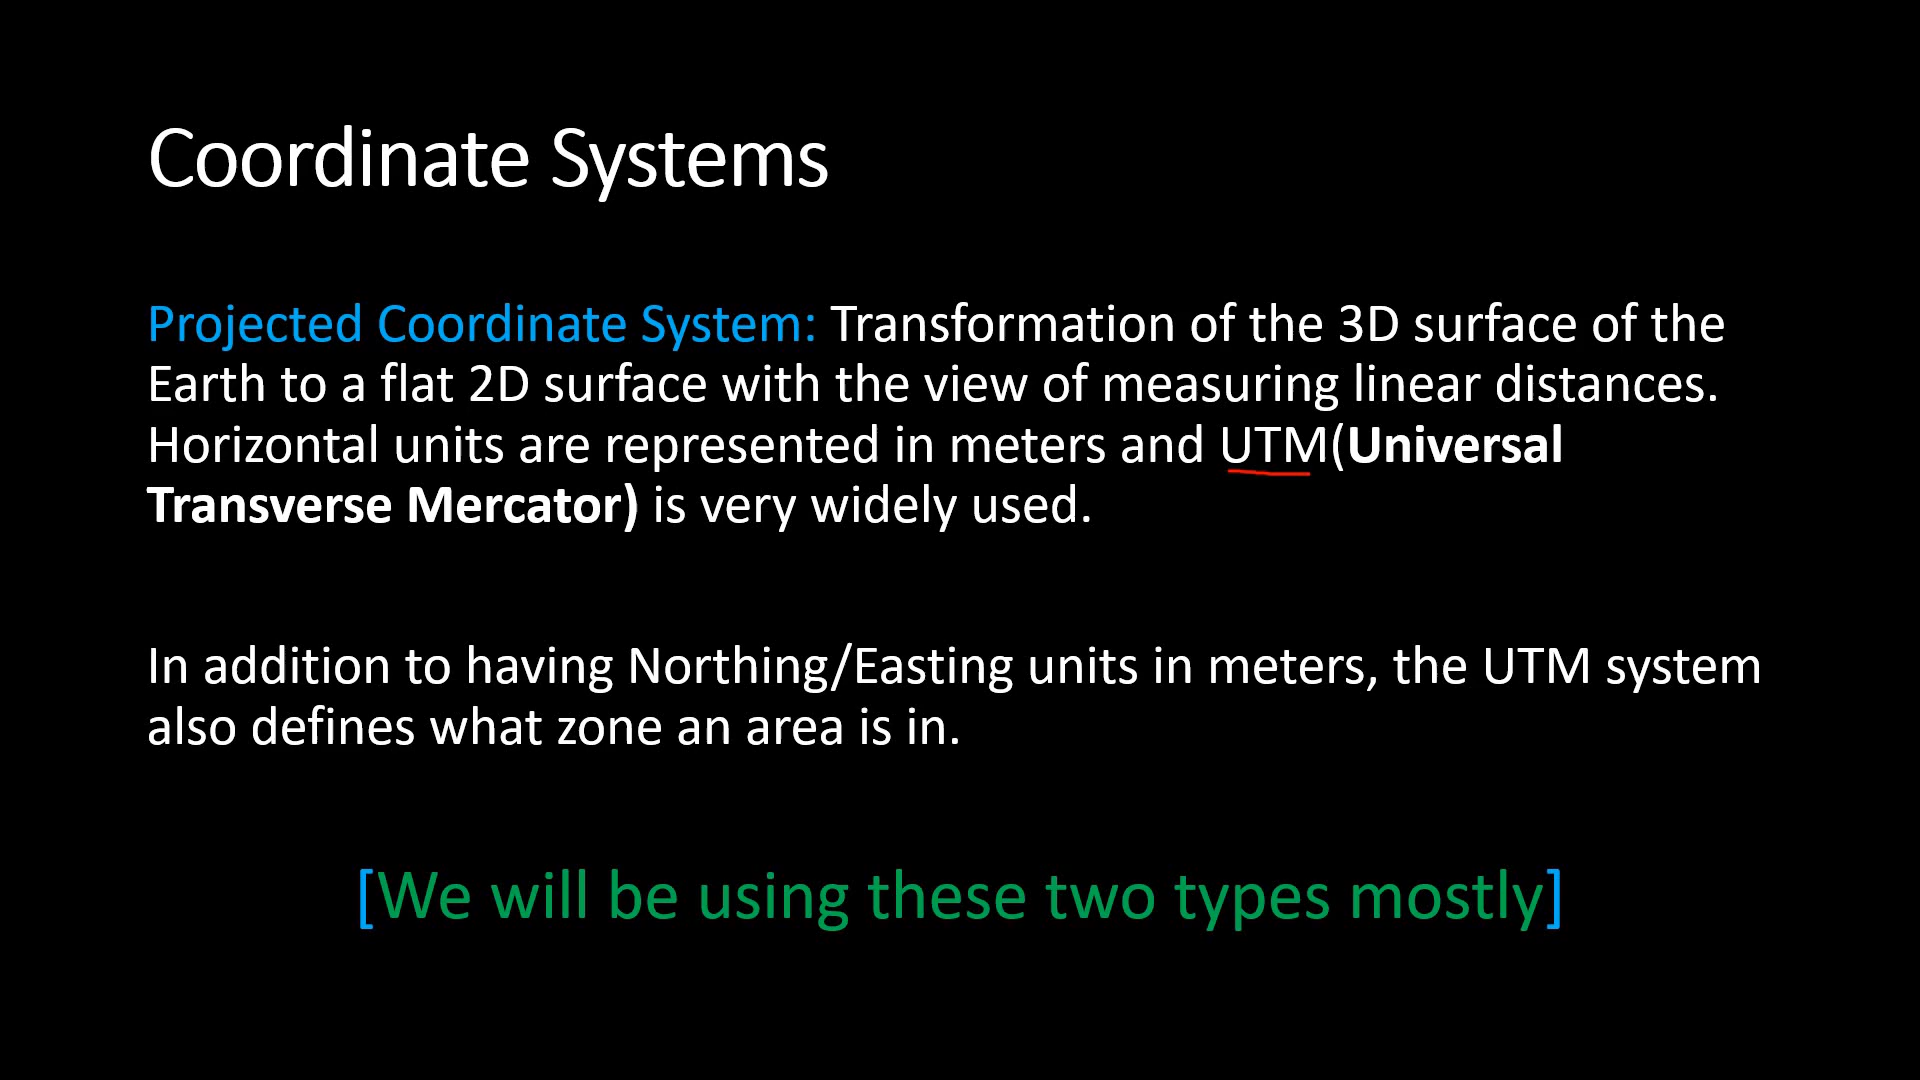 Coordinate Systems
Projected Coordinate System: Transformation of the 3D surface of the
Earth to a flat 2D surface with the view of measuring linear distances.
Horizontal units are represented in meters and UTM(Universal
Transverse Mercator) is very widely used.
In addition to having Northing/Easting units in meters, the UTM system
also defines what zone an area is in.
[We will be using these two types mostly]